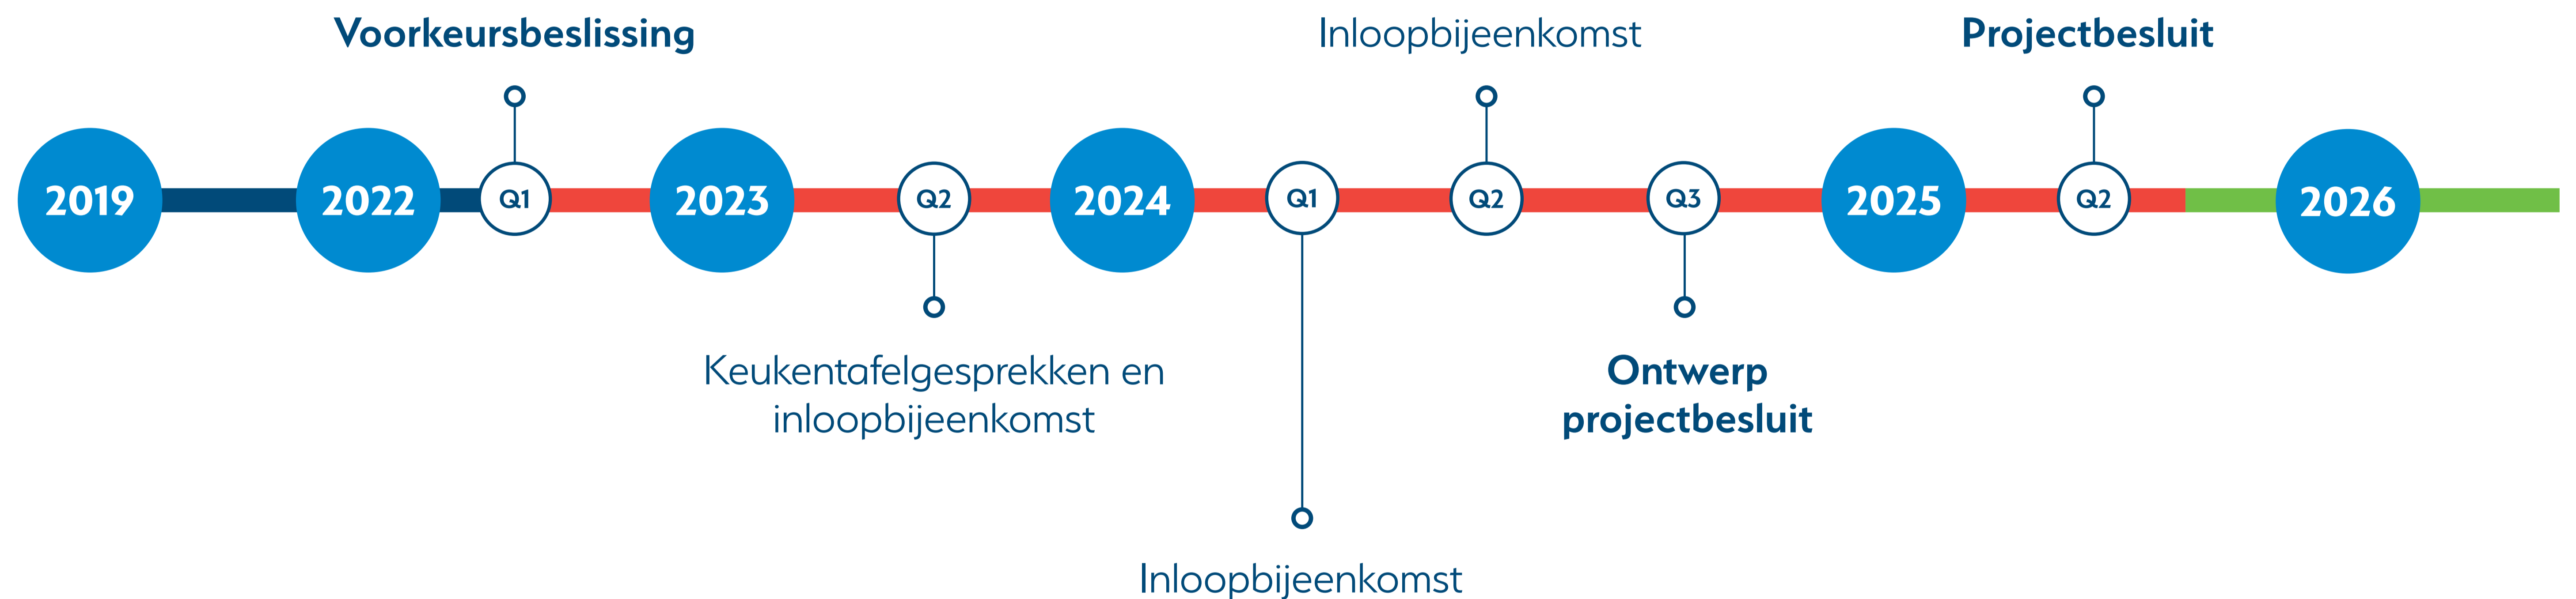 Voorkeursbeslissing
Inloopbijeenkomst
Projectbesluit
2019
2022
Q1
2023
Q2
2024
Q1
Q2
Q3
2025
Q2
2026
Keukentafelgesprekken en
inloopbijeenkomst
Ontwerp
projectbesluit
Inloopbijeenkomst